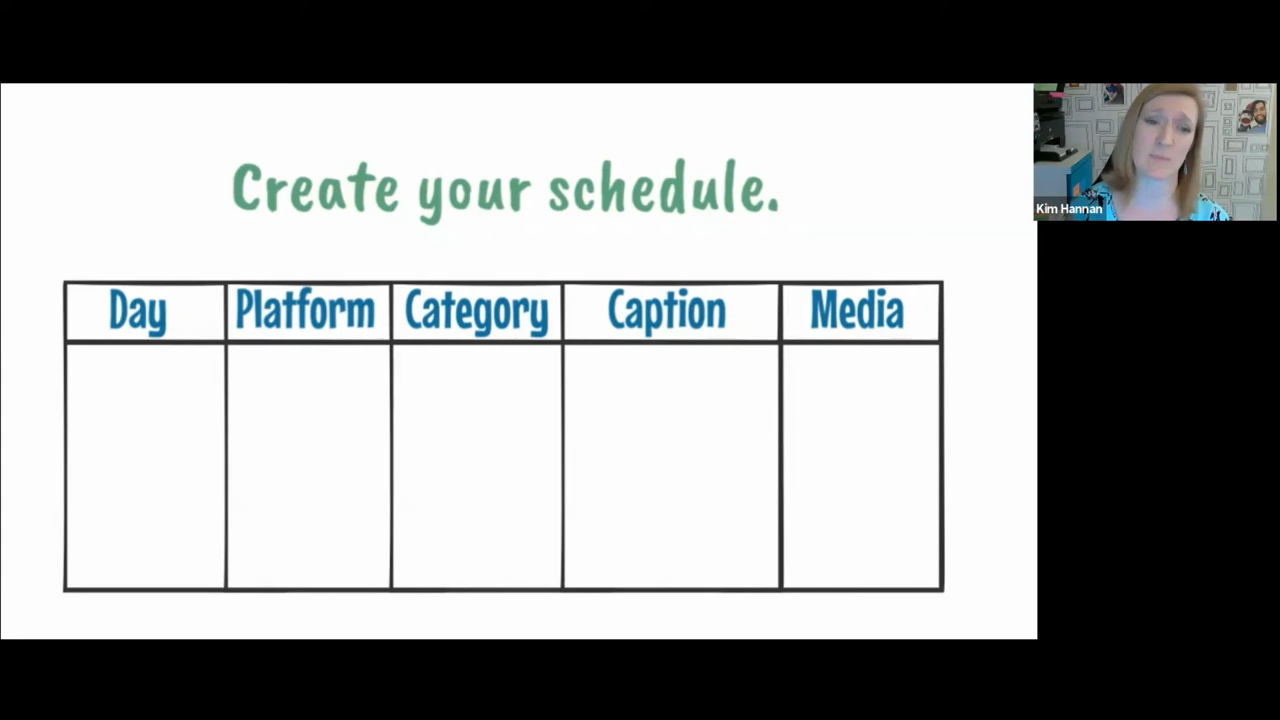 Create your schedule.
Day Platform Category Caption Media
Kim Hannan